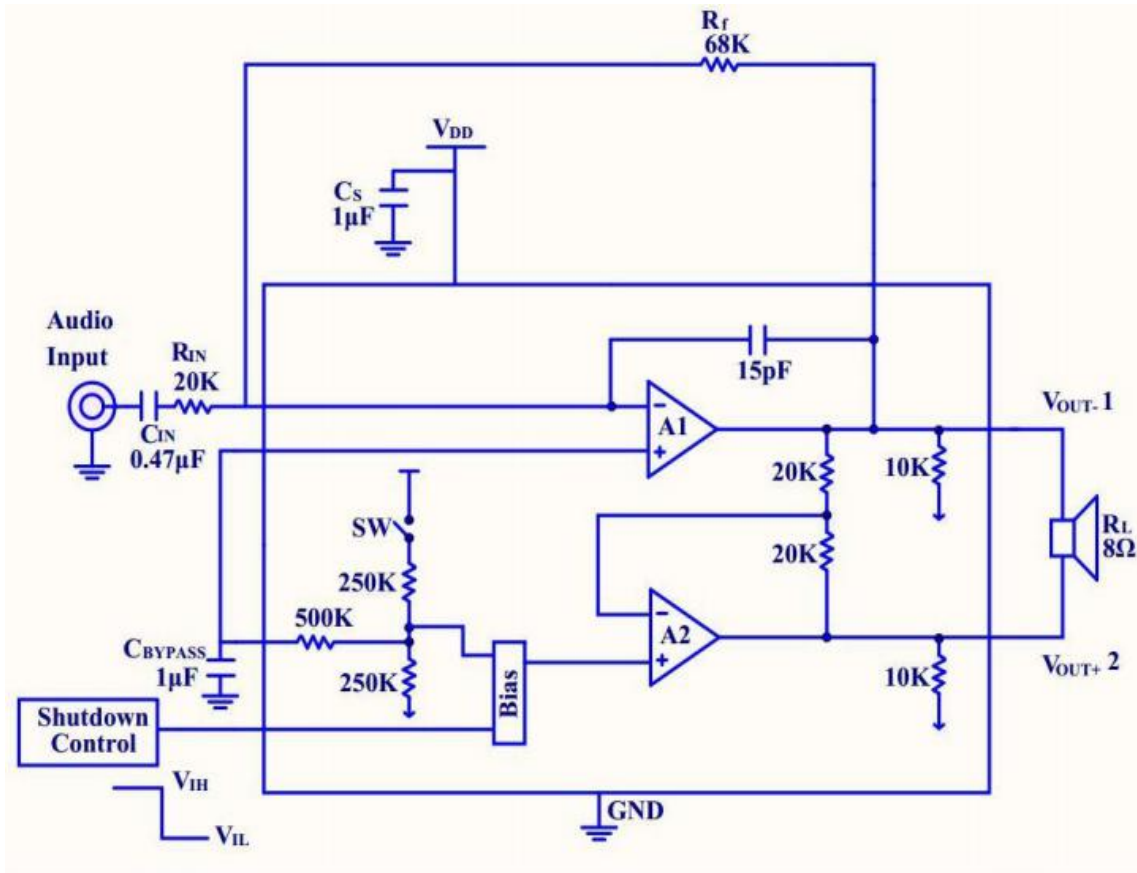 Rf
68K
VDD
CS
1µF
Audio
Input
RIN
20K
CIN
0.47µF
15pF
A1
−
+
VOUT- 1
20K
10K
SW
RL
8Ω
250K
20K
500K
−
A2
+
CBYPASS
1µF
250K
Bias
10K
VOUT+ 2
Shutdown
Control
VIH
GND
VIL